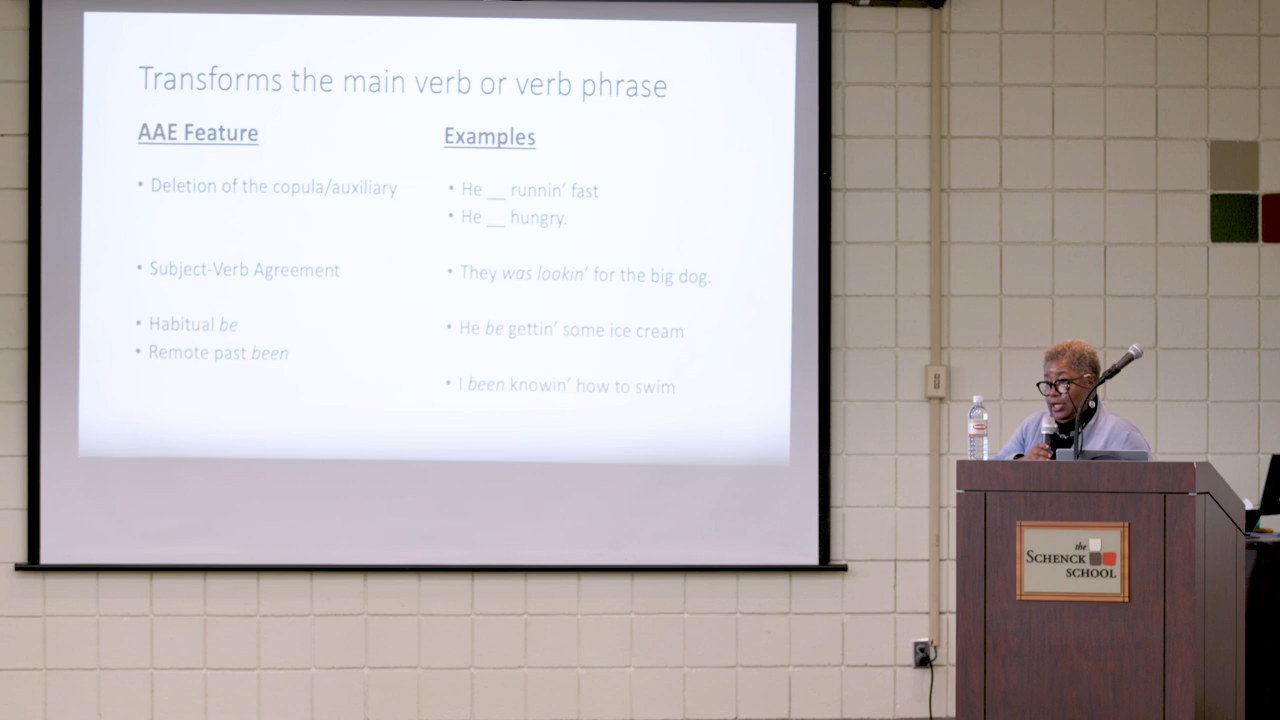 Transforms the main verb or verb phrase
AAE Feature
Examples
• Deletion of the copula/auxiliary
• He __ runnin’ fast
• He __ hungry.
• Subject-Verb Agreement
• They was lookin’ for the big dog.
• Habitual be
• He be gettin’ some ice cream
• Remote past been
• I been knowin’ how to swim
the
SCHENCK
SCHOOL